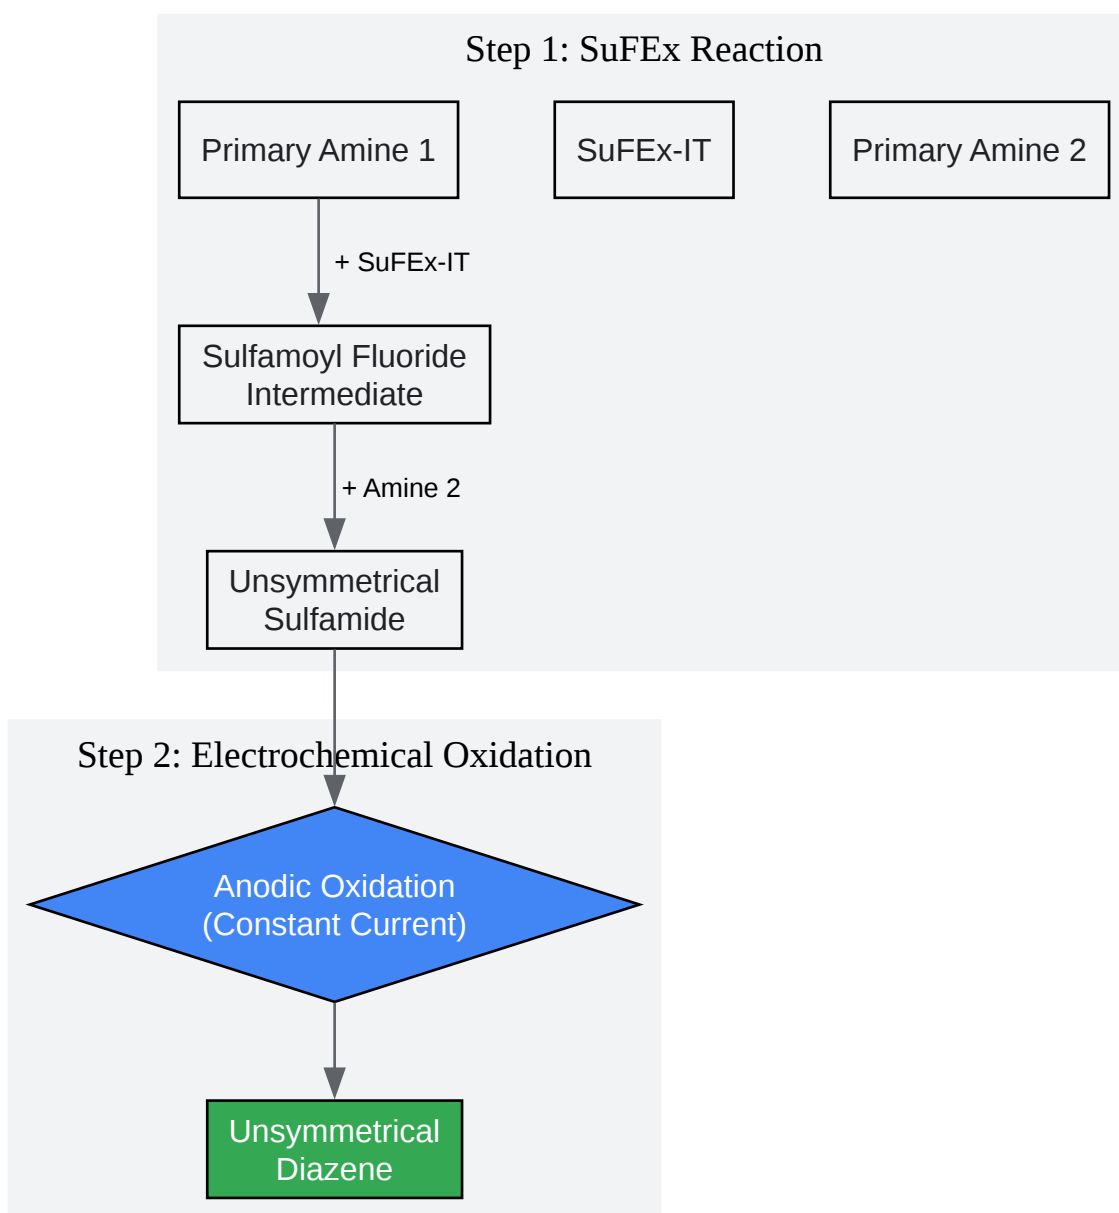 Step 1: SuFEx Reaction
Primary Amine 1
SuFEx-IT
Primary Amine 2
+ SuFEx-IT
Sulfamoyl Fluoride
Intermediate
+ Amine 2
Unsymmetrical
Sulfamide
Step 2: Electrochemical Oxidation
Anodic Oxidation
(Constant Current)
Unsymmetrical
Diazene